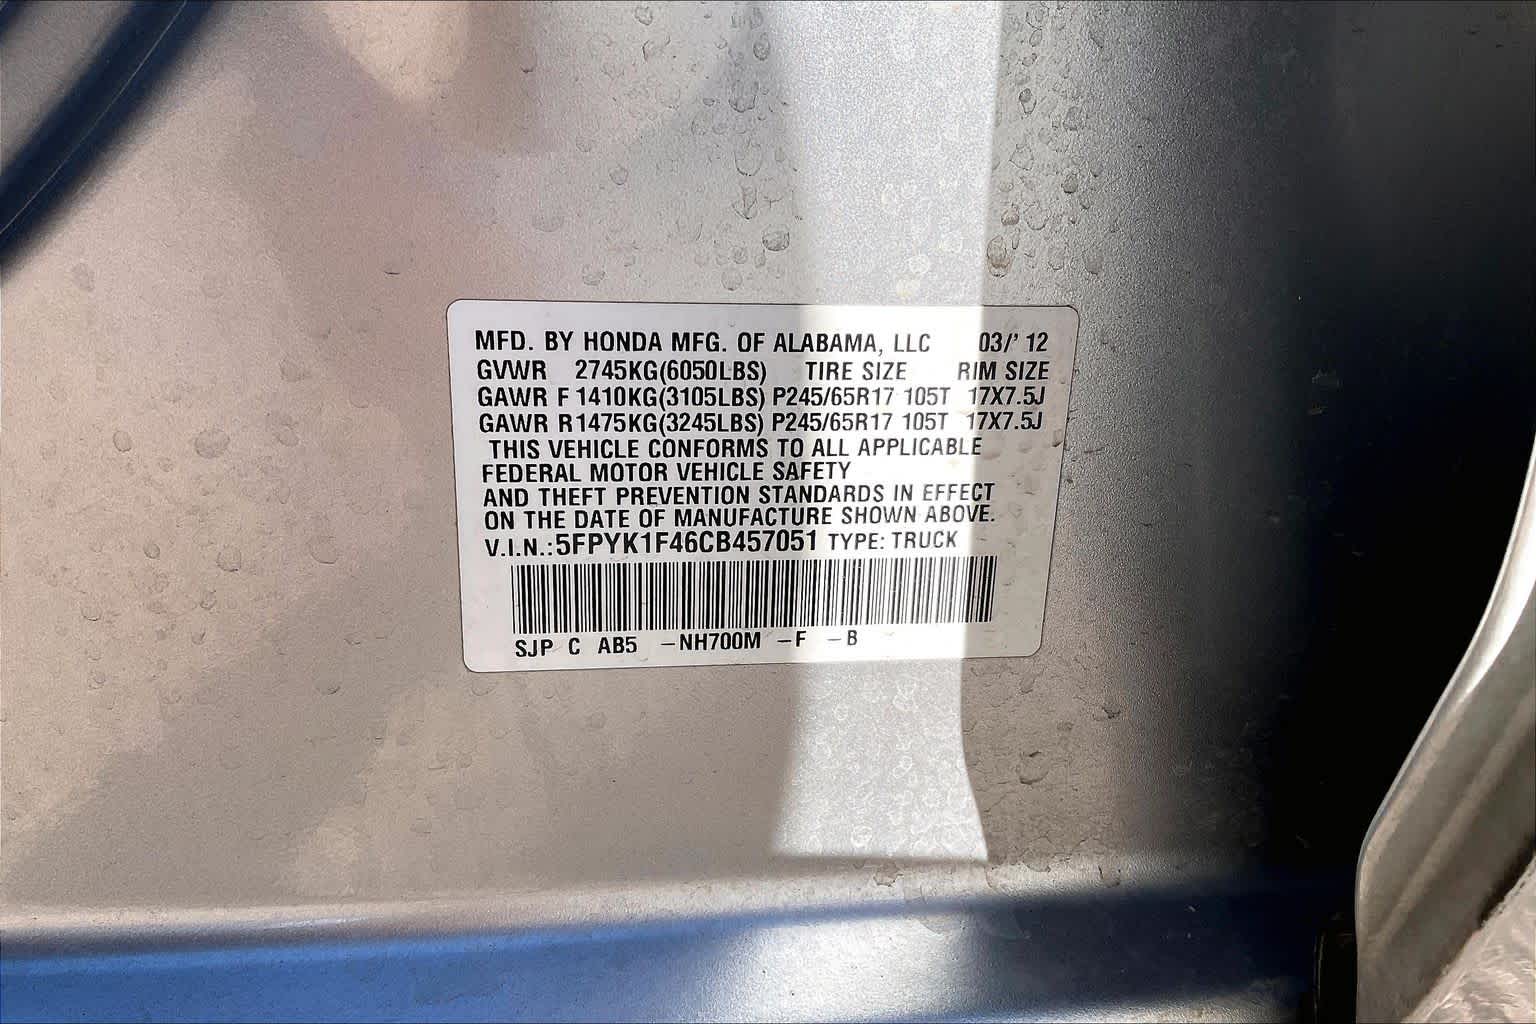 MFD. BY HONDA MFG. OF ALABAMA, LLC 03/' 12
GVWR 2745KG(6050LBS) TIRE SIZE RIM SIZE
GAWR F 1410KG(3105LBS) P245/65R17 105T 17X7.5J
GAWR R 1475KG(3245LBS) P245/65R17 105T 17X7.5J
THIS VEHICLE CONFORMS TO ALL APPLICABLE
FEDERAL MOTOR VEHICLE SAFETY
AND THEFT PREVENTION STANDARDS IN EFFECT
ON THE DATE OF MANUFACTURE SHOWN ABOVE.
V.I.N.:5FPYK1F46CB457051 TYPE: TRUCK
SJP C AB5 -NH700M -F -B